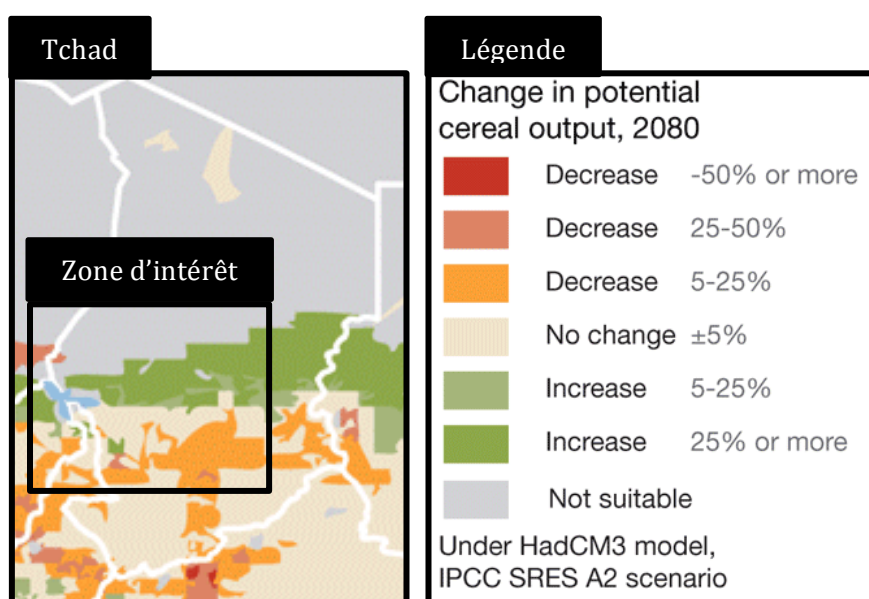 Tchad
Zone d'intérêt
Légende
Change in potential
cereal output, 2080
Decrease -50% or more
Decrease 25-50%
Decrease 5-25%
No change ±5%
Increase 5-25%
Increase 25% or more
Not suitable
Under HadCM3 model,
IPCC SRES A2 scenario